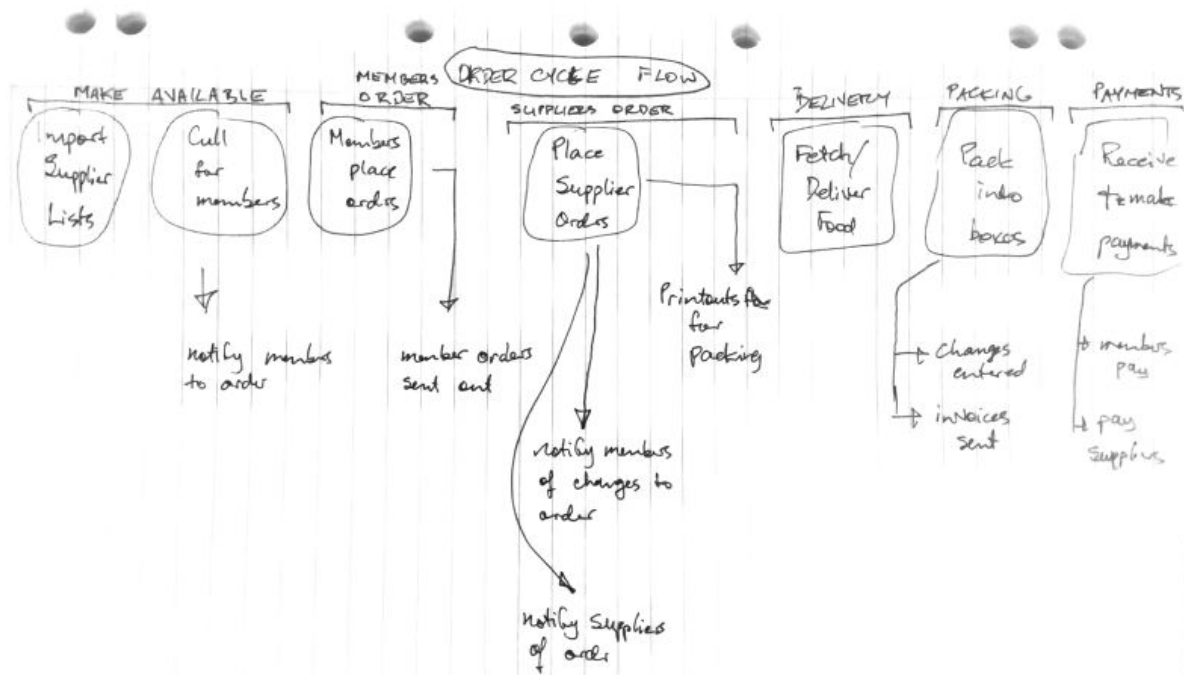 ORDER CYCLE FLOW
MAKE AVAILABLE
Import
Supplier
Lists
Cull
for
members
notify members
to order
MEMBERS
ORDER
Members
place
orders
member orders
sent out
SUPPLIERS ORDER
Place
Supplier
Orders
Printouts
for
packing
notify members
of changes to
order
notify Suppliers
of order
DELIVERY
Fetch/
Deliver
Food
PACKING
Pack
into
boxes
changes
entered
invoices
sent
PAYMENTS
Receive
+ make
payments
members
pay
pay
Suppliers